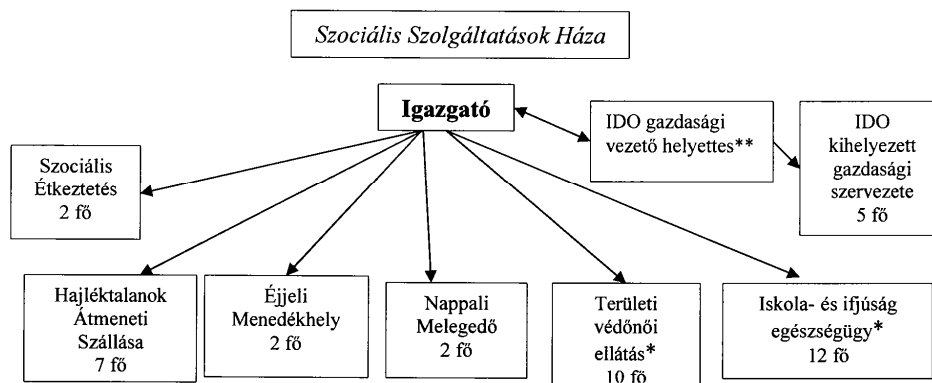 Szociális Szolgáltatások Háza
Igazgató
IDO gazdasági
vezető helyettes**
IDO
kihelyezett
gazdasági
szervezete
5 fő
Szociális
Étkeztetés
2 fő
Hajléktalanok
Átmeneti
Szállása
7 fő
Éjjeli
Menedékhely
2 fő
Nappali
Melegedő
2 fő
Területi
védőnői
ellátás*
10 fő
Iskola- és ifjúság
egészségügy*
12 fő